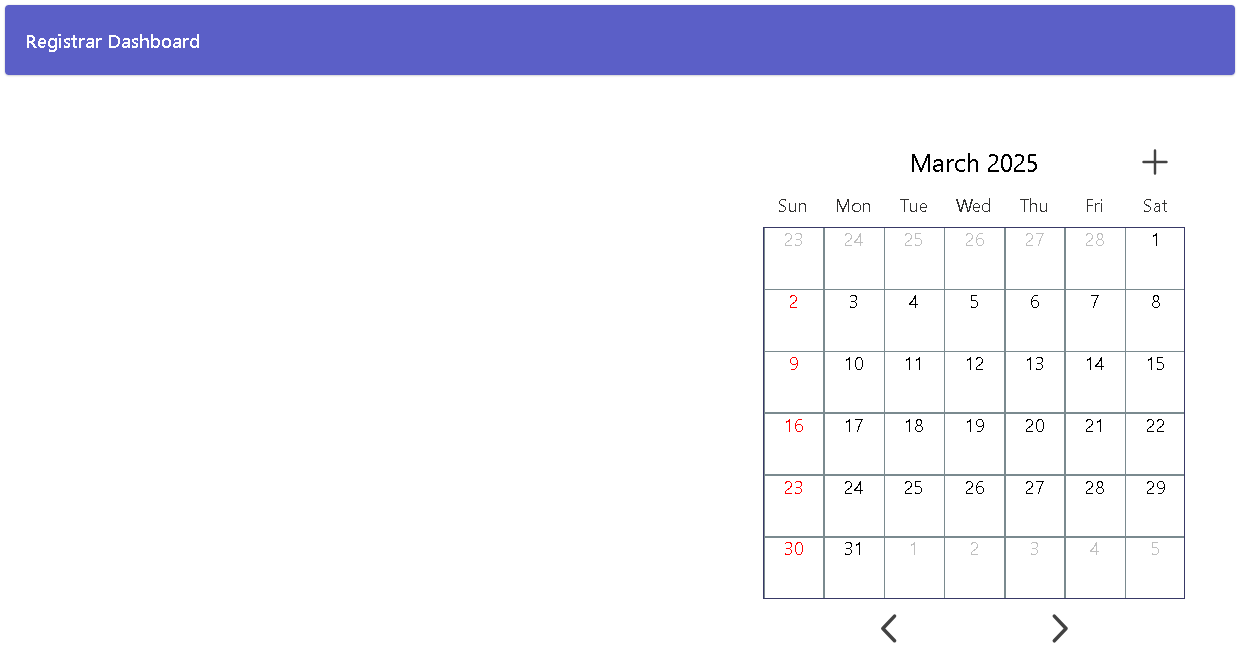 Registrar Dashboard
March 2025
Sun Mon Tue Wed Thu Fri Sat
23 24 25 26 27 28 1
2 3 4 5 6 7 8
9 10 11 12 13 14 15
16 17 18 19 20 21 22
23 24 25 26 27 28 29
30 31 1 2 3 4 5